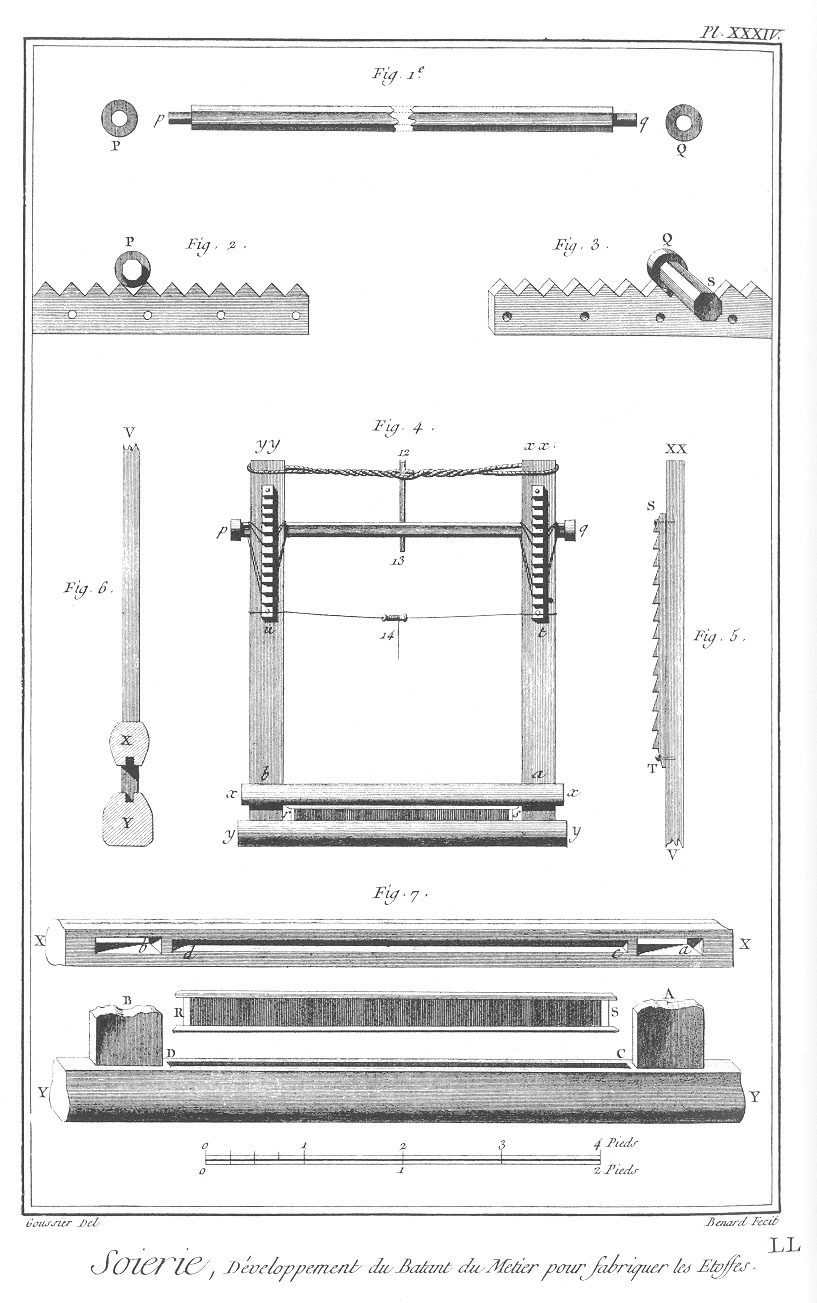 Pl. XXXIV.
Fig. 1.e
p q
P Q
P Fig. 2. Fig. 3. Q
S
V Fig. 4. XX
yy xx.
12
S
p q
13
Fig. 6. Fig. 5.
14
u t
X T
b a
x x
Y r s
y y
V
Fig. 7.
X b d c a X
B R S A
D C
Y Y
0 1 2 3 4 Pieds
0 1 2 Pieds
Goussier Del Benard Fecit
LL
Soierie, Développement du Batant du Métier pour fabriquer les Etoffes.